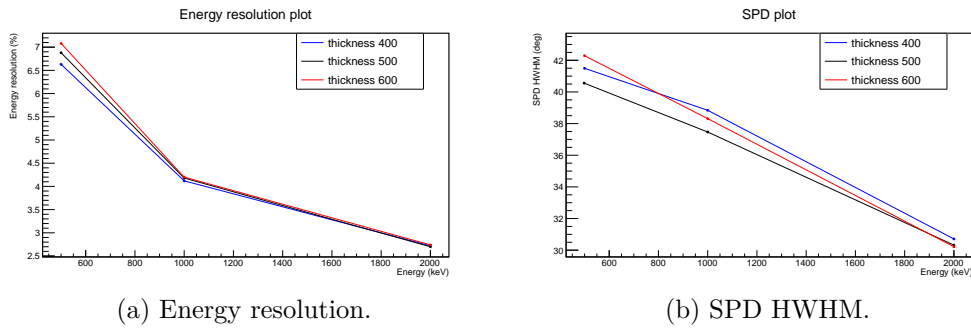 Energy resolution plot
Energy resolution (%)
7
6.5
6
5.5
5
4.5
4
3.5
3
2.5
thickness 400
thickness 500
thickness 600
600 800 1000 1200 1400 1600 1800 2000
Energy (keV)
(a) Energy resolution.
SPD plot
SPD HWHM (deg)
42
40
38
36
34
32
30
thickness 400
thickness 500
thickness 600
600 800 1000 1200 1400 1600 1800 2000
Energy (keV)
(b) SPD HWHM.